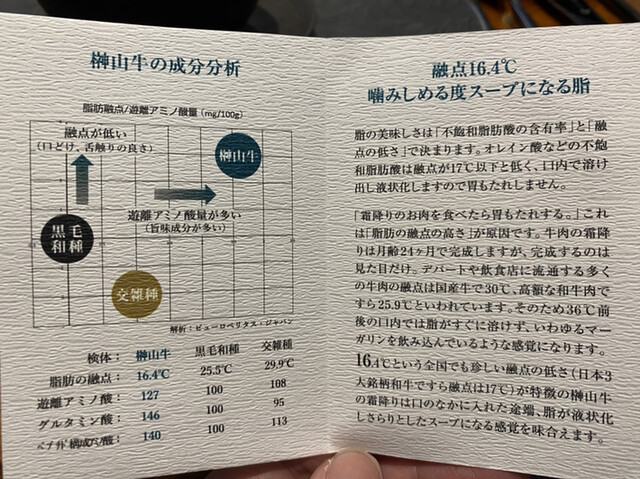 榊山牛の成分分析
脂肪融点/遊離アミノ酸量（mg/100g）
融点が低い
（口どけ、舌触りの良さ）
榊山牛
遊離アミノ酸量が多い
（旨味成分が多い）
黒毛
和種
交雑種
解析：ビューロベリタス・ジャパン
検体： 榊山牛 黒毛和種 交雑種
脂肪の融点： 16.4℃ 25.5℃ 29.9℃
遊離アミノ酸： 127 100 108
グルタミン酸： 146 100 95
ペプチド構成アミノ酸： 140 100 113
融点16.4℃
噛みしめる度スープになる脂
脂の美味しさは「不飽和脂肪酸の含有率」と「融
点の低さ」で決まります。オレイン酸などの不飽
和脂肪酸は融点が17℃以下と低く、口内で溶け
出し液状化しますので胃もたれしません。
「霜降りのお肉を食べたら胃もたれする。」これ
は「脂肪の融点の高さ」が原因です。牛肉の霜降
りは月齢24ヶ月で完成しますが、完成するのは
見た目だけ。デパートや飲食店に流通する多く
の牛肉の融点は国産牛で30℃、高額な和牛肉で
すら25.9℃といわれています。そのため36℃前
後の口内では脂がすぐに溶けず、いわゆるマー
ガリンを飲み込んでいるような感覚になります。
16.4℃という全国でも珍しい融点の低さ（日本3
大銘柄和牛ですら融点は17℃）が特徴の榊山牛
の霜降りは口のなかに入れた途端、脂が液状化
しさらりとしたスープになる感覚を味合えます。